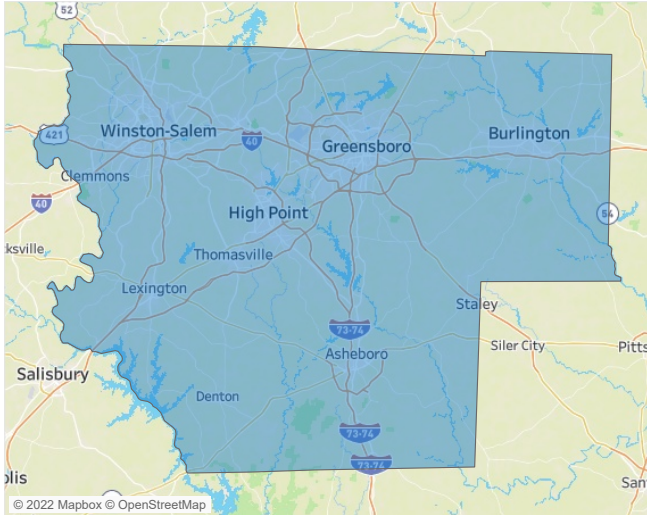 52
421
Winston-Salem
40
Greensboro
Burlington
Clemmons
40
High Point
54
cksville
Thomasville
Lexington
Staley
73-74
Siler City
Pitts
Asheboro
Salisbury
Denton
73-74
73-74
olis
San
© 2022 Mapbox © OpenStreetMap